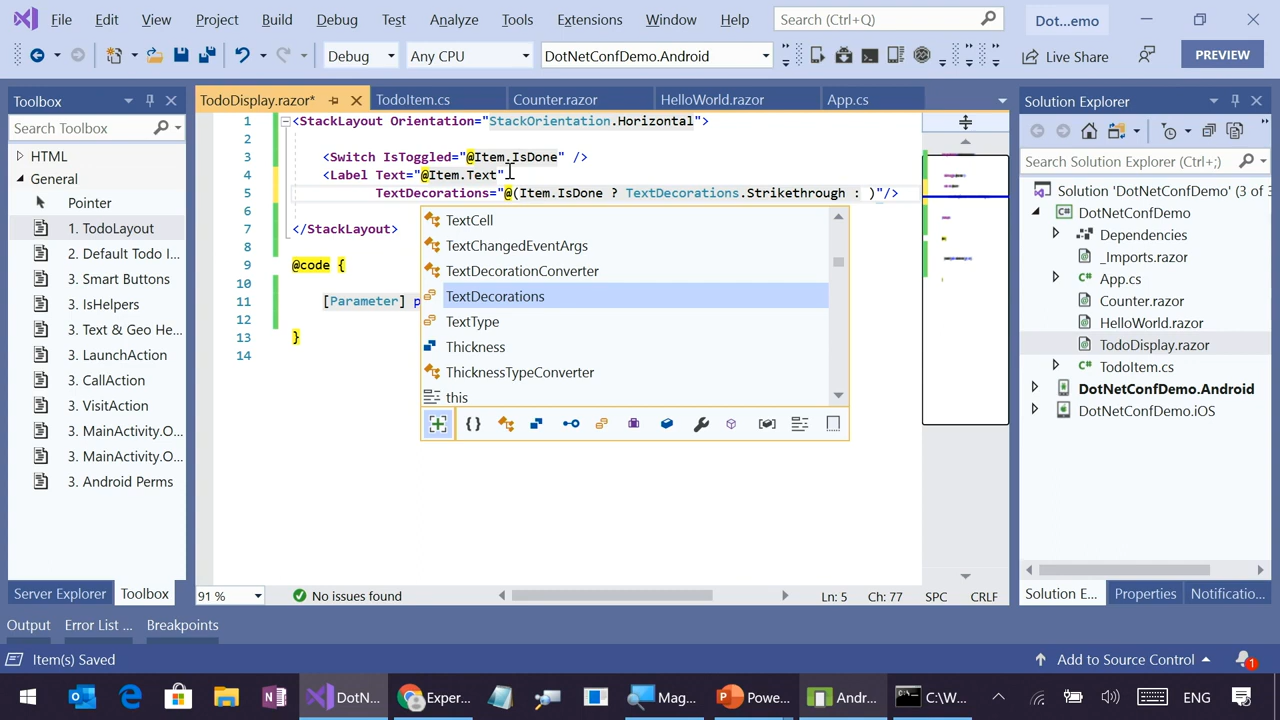 File Edit View Project Build Debug Test Analyze Tools Extensions Window Help Search (Ctrl+Q) Dot...emo
Debug Any CPU DotNetConfDemo.Android Live Share PREVIEW
Toolbox
Search Toolbox
HTML
General
Pointer
1. TodoLayout
2. Default Todo I...
3. Smart Buttons
3. IsHelpers
3. Text & Geo He...
3. LaunchAction
3. CallAction
3. VisitAction
3. MainActivity.O...
3. MainActivity.O...
3. Android Perms
Server Explorer Toolbox
TodoDisplay.razor* TodoItem.cs Counter.razor HelloWorld.razor App.cs
1 <StackLayout Orientation="StackOrientation.Horizontal">
2
3 <Switch IsToggled="@Item.IsDone" />
4 <Label Text="@Item.Text"
5 TextDecorations="@(Item.IsDone ? TextDecorations.Strikethrough : )"/>
6
7 </StackLayout>
8
9 @code {
10
11 [Parameter] p
12
13 }
14
TextCell
TextChangedEventArgs
TextDecorationConverter
TextDecorations
TextType
Thickness
ThicknessTypeConverter
this
91 % No issues found Ln: 5 Ch: 77 SPC CRLF
Solution Explorer
Search Solution Explorer (Ctrl+;)
Solution 'DotNetConfDemo' (3 of 3
DotNetConfDemo
Dependencies
_Imports.razor
App.cs
Counter.razor
HelloWorld.razor
TodoDisplay.razor
TodoItem.cs
DotNetConfDemo.Android
DotNetConfDemo.iOS
Solution E... Properties Notificatio...
Output Error List ... Breakpoints
Item(s) Saved Add to Source Control 1
DotN... Exper Mag... Powe... Andr... C:\W... ENG